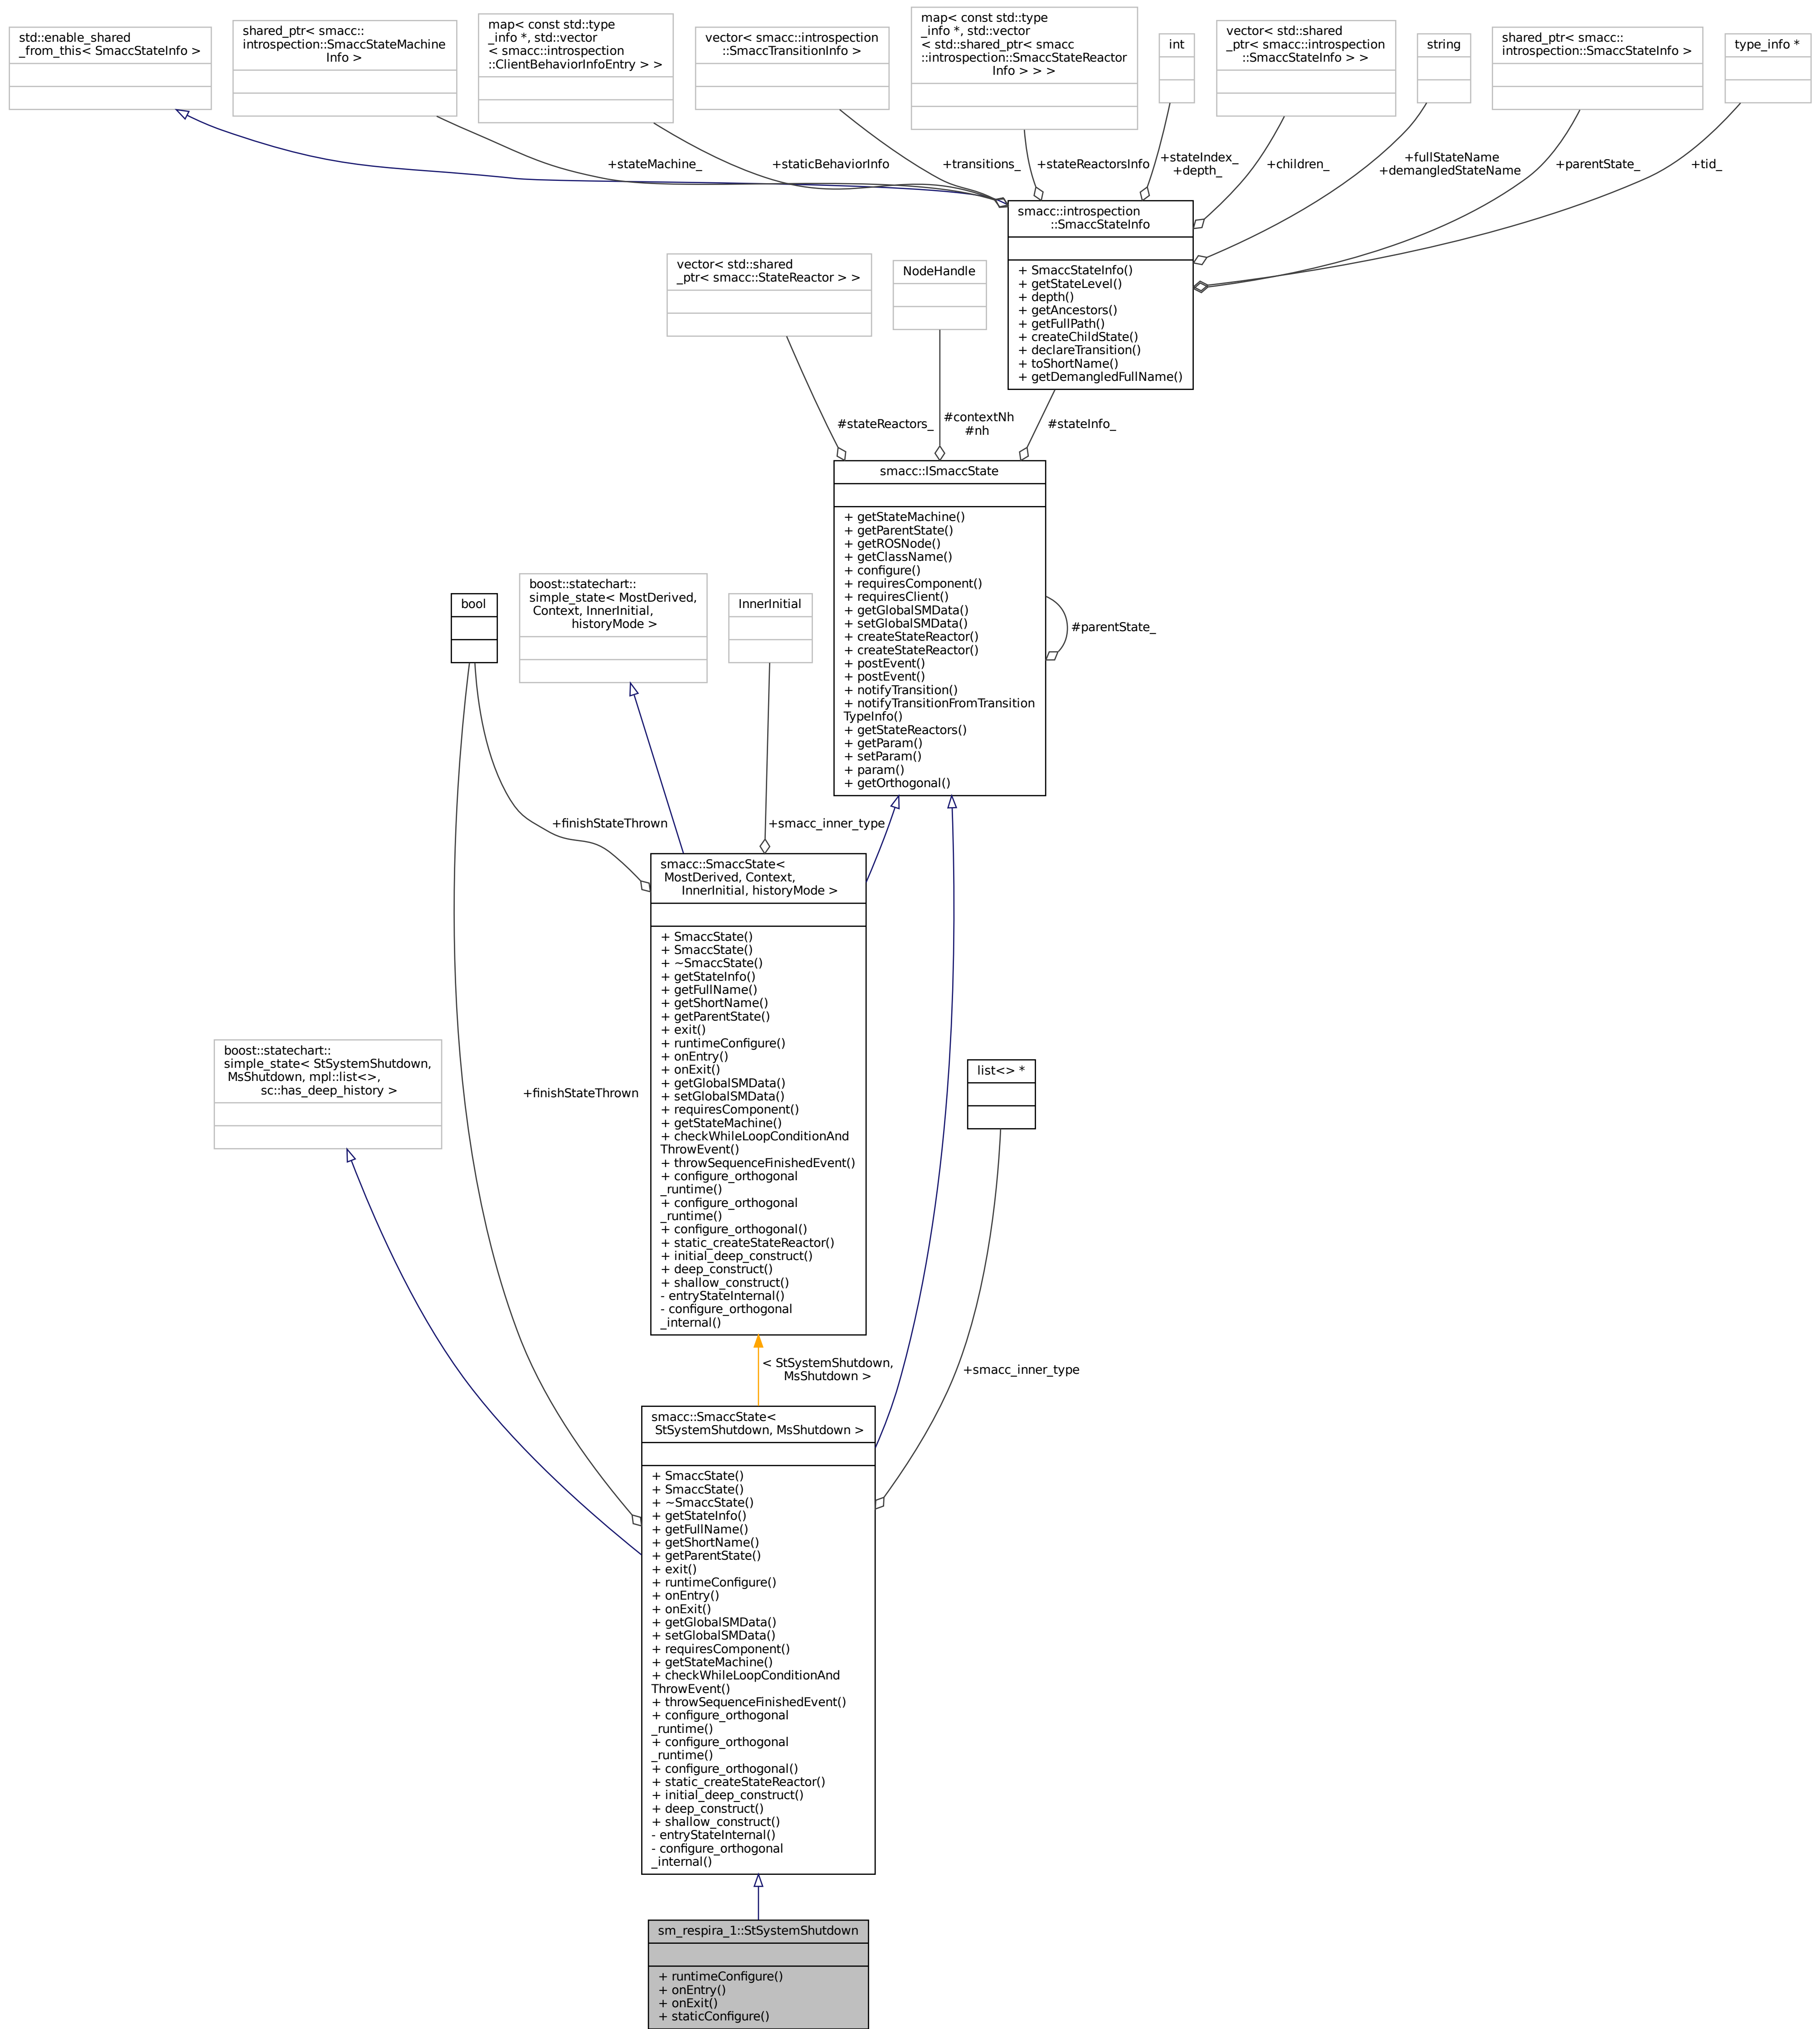 std::enable_shared
_from_this< SmaccStateInfo >
shared_ptr< smacc::
introspection::SmaccStateMachine
Info >
map< const std::type
_info *, std::vector
< smacc::introspection
::ClientBehaviorInfoEntry > >
vector< smacc::introspection
::SmaccTransitionInfo >
map< const std::type
_info *, std::vector
< std::shared_ptr< smacc
::introspection::SmaccStateReactor
Info > > >
int
vector< std::shared
_ptr< smacc::introspection
::SmaccStateInfo > >
string
shared_ptr< smacc::
introspection::SmaccStateInfo >
type_info *
+stateMachine_
+staticBehaviorInfo
+transitions_
+stateReactorsInfo
+stateIndex_
+depth_
+children_
+fullStateName
+demangledStateName
+parentState_
+tid_
smacc::introspection
::SmaccStateInfo
+ SmaccStateInfo()
+ getStateLevel()
+ depth()
+ getAncestors()
+ getFullPath()
+ createChildState()
+ declareTransition()
+ toShortName()
+ getDemangledFullName()
vector< std::shared
_ptr< smacc::StateReactor > >
NodeHandle
#stateReactors_
#contextNh
#nh
#stateInfo_
smacc::ISmaccState
+ getStateMachine()
+ getParentState()
+ getROSNode()
+ getClassName()
+ configure()
+ requiresComponent()
+ requiresClient()
+ getGlobalSMData()
+ setGlobalSMData()
+ createStateReactor()
+ createStateReactor()
+ postEvent()
+ postEvent()
+ notifyTransition()
+ notifyTransitionFromTransition
TypeInfo()
+ getStateReactors()
+ getParam()
+ setParam()
+ param()
+ getOrthogonal()
#parentState_
bool
boost::statechart::
simple_state< MostDerived,
Context, InnerInitial,
historyMode >
InnerInitial
+finishStateThrown
+smacc_inner_type
smacc::SmaccState<
MostDerived, Context,
InnerInitial, historyMode >
+ SmaccState()
+ SmaccState()
+ ~SmaccState()
+ getStateInfo()
+ getFullName()
+ getShortName()
+ getParentState()
+ exit()
+ runtimeConfigure()
+ onEntry()
+ onExit()
+ getGlobalSMData()
+ setGlobalSMData()
+ requiresComponent()
+ getStateMachine()
+ checkWhileLoopConditionAnd
ThrowEvent()
+ throwSequenceFinishedEvent()
+ configure_orthogonal
_runtime()
+ configure_orthogonal
_runtime()
+ configure_orthogonal()
+ static_createStateReactor()
+ initial_deep_construct()
+ deep_construct()
+ shallow_construct()
- entryStateInternal()
- configure_orthogonal
_internal()
boost::statechart::
simple_state< StSystemShutdown,
MsShutdown, mpl::list<>,
sc::has_deep_history >
+finishStateThrown
list<> *
< StSystemShutdown,
MsShutdown >
+smacc_inner_type
smacc::SmaccState<
StSystemShutdown, MsShutdown >
+ SmaccState()
+ SmaccState()
+ ~SmaccState()
+ getStateInfo()
+ getFullName()
+ getShortName()
+ getParentState()
+ exit()
+ runtimeConfigure()
+ onEntry()
+ onExit()
+ getGlobalSMData()
+ setGlobalSMData()
+ requiresComponent()
+ getStateMachine()
+ checkWhileLoopConditionAnd
ThrowEvent()
+ throwSequenceFinishedEvent()
+ configure_orthogonal
_runtime()
+ configure_orthogonal
_runtime()
+ configure_orthogonal()
+ static_createStateReactor()
+ initial_deep_construct()
+ deep_construct()
+ shallow_construct()
- entryStateInternal()
- configure_orthogonal
_internal()
sm_respira_1::StSystemShutdown
+ runtimeConfigure()
+ onEntry()
+ onExit()
+ staticConfigure()